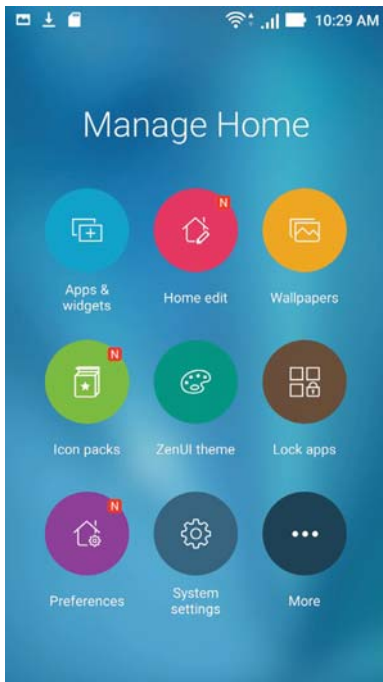 10:29 AM
Manage Home
N
Apps &
widgets
Home edit
Wallpapers
N
Icon packs
ZenUI theme
Lock apps
N
Preferences
System
settings
More